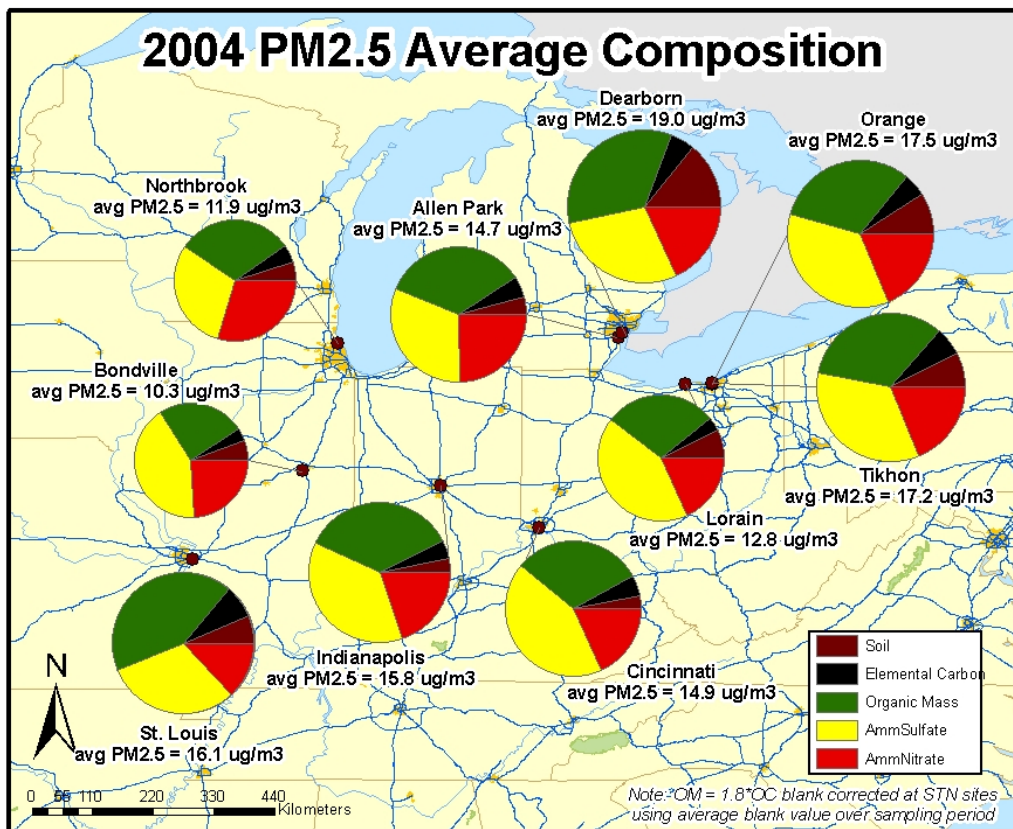 2004 PM2.5 Average Composition
Dearborn
avg PM2.5 = 19.0 ug/m3
Orange
avg PM2.5 = 17.5 ug/m3
Northbrook
avg PM2.5 = 11.9 ug/m3
Allen Park
avg PM2.5 = 14.7 ug/m3
Bondville
avg PM2.5 = 10.3 ug/m3
Tikhon
avg PM2.5 = 17.2 ug/m3
Lorain
avg PM2.5 = 12.8 ug/m3
Indianapolis
avg PM2.5 = 15.8 ug/m3
Cincinnati
avg PM2.5 = 14.9 ug/m3
St. Louis
avg PM2.5 = 16.1 ug/m3
N
0 55 110 220 330 440
Kilometers
Soil
Elemental Carbon
Organic Mass
AmmSulfate
AmmNitrate
Note: OM = 1.8*OC blank corrected at STN sites
using average blank value over sampling period